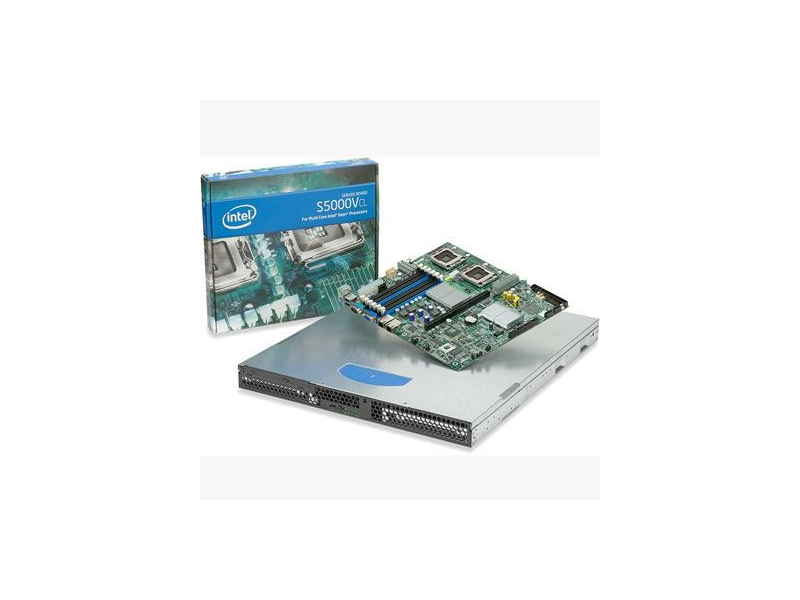 intel
SERVER BOARD
S5000VCL
For Multi-Core Intel® Xeon® Processors